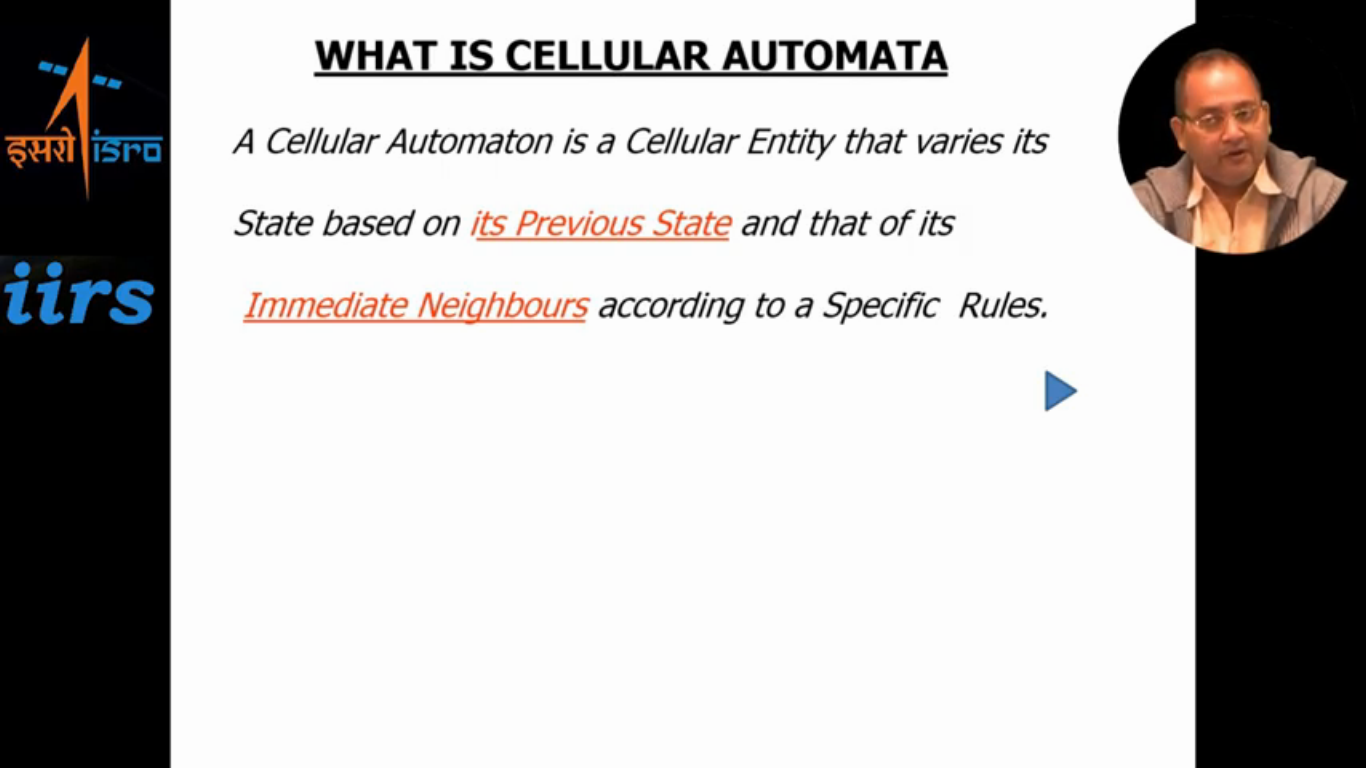 इसरो isro
iirs
WHAT IS CELLULAR AUTOMATA
A Cellular Automaton is a Cellular Entity that varies its
State based on its Previous State and that of its
Immediate Neighbours according to a Specific Rules.